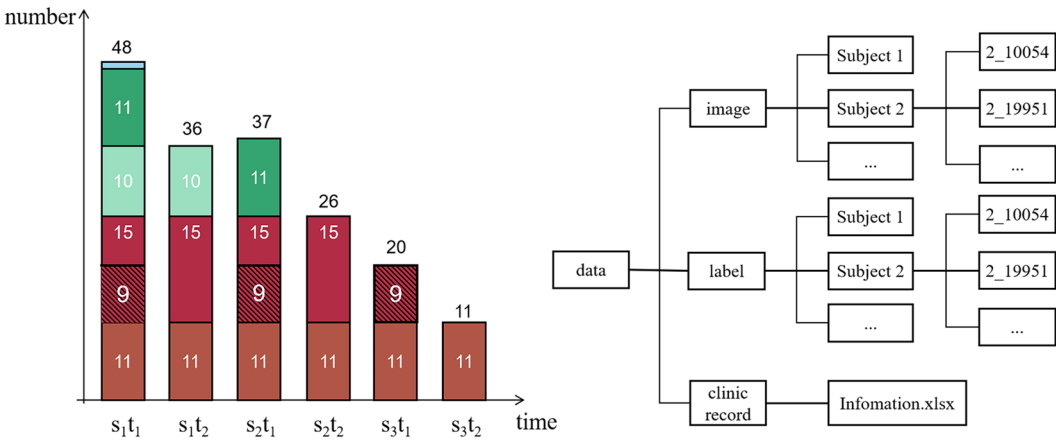 number
48
36
37
26
20
11
11
10
10
11
15
15
15
15
9
9
9
11
11
11
11
11
11
s₁t₁
s₁t₂
s₂t₁
s₂t₂
s₃t₁
s₃t₂
time
data
image
Subject 1
Subject 2
...
2_10054
2_19951
...
label
Subject 1
Subject 2
...
2_10054
2_19951
...
clinic
record
Infomation.xlsx